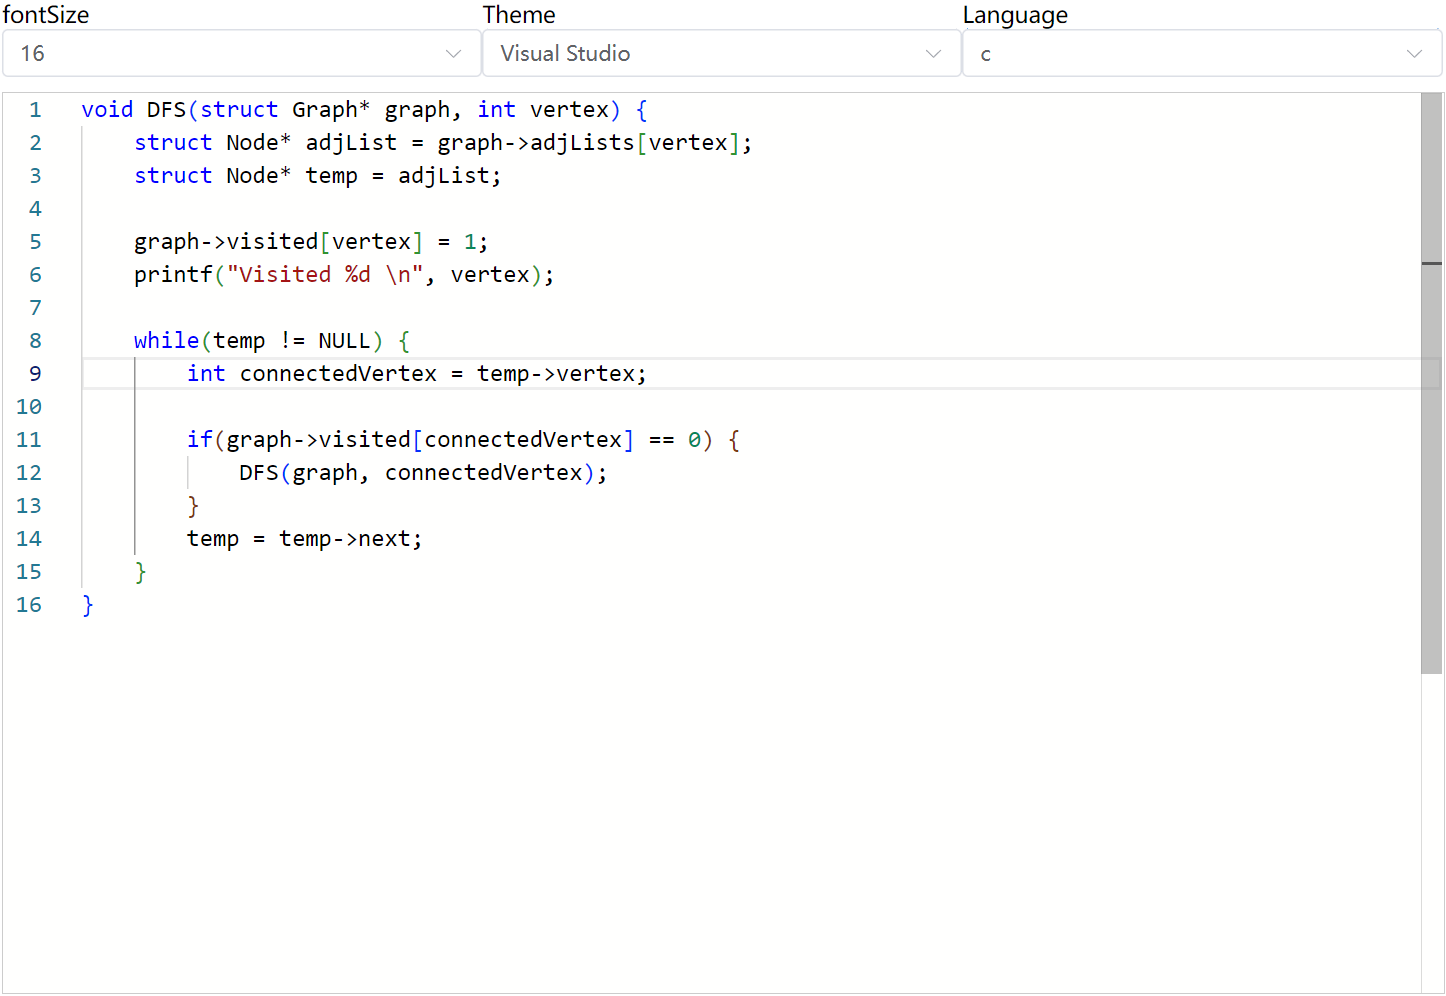 fontSize Theme Language
16 Visual Studio c
1 void DFS(struct Graph* graph, int vertex) {
2     struct Node* adjList = graph->adjLists[vertex];
3     struct Node* temp = adjList;
4
5     graph->visited[vertex] = 1;
6     printf("Visited %d \n", vertex);
7
8     while(temp != NULL) {
9         int connectedVertex = temp->vertex;
10
11         if(graph->visited[connectedVertex] == 0) {
12             DFS(graph, connectedVertex);
13         }
14         temp = temp->next;
15     }
16 }